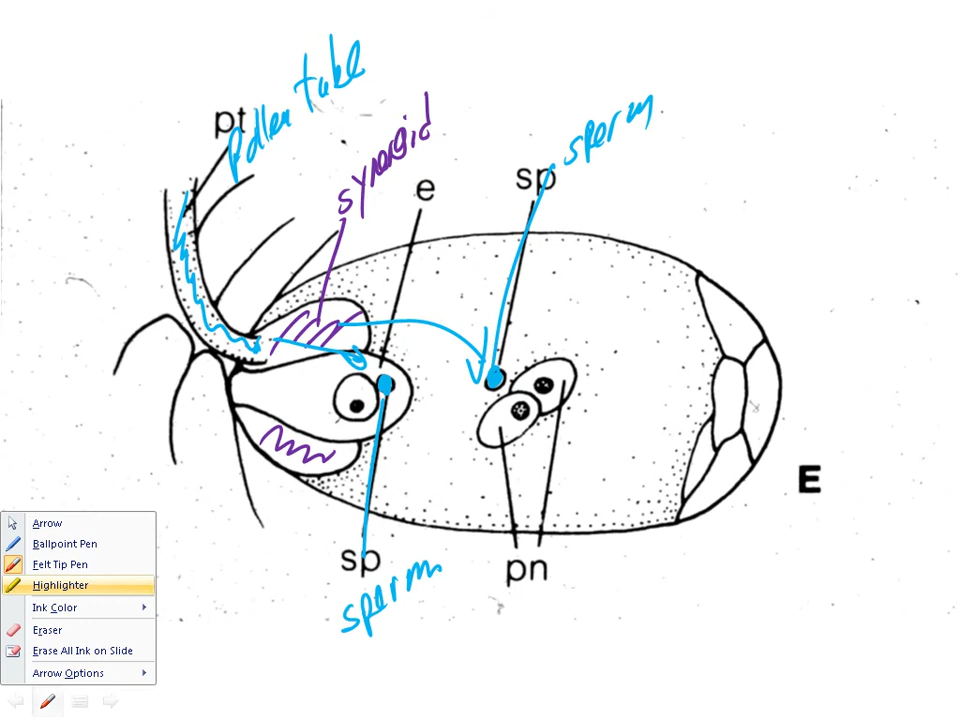 pt
Pollen tube
synergid
e
sp
sperm
E
sp
sperm
pn
Arrow
Ballpoint Pen
Felt Tip Pen
Highlighter
Ink Color
Eraser
Erase All Ink on Slide
Arrow Options